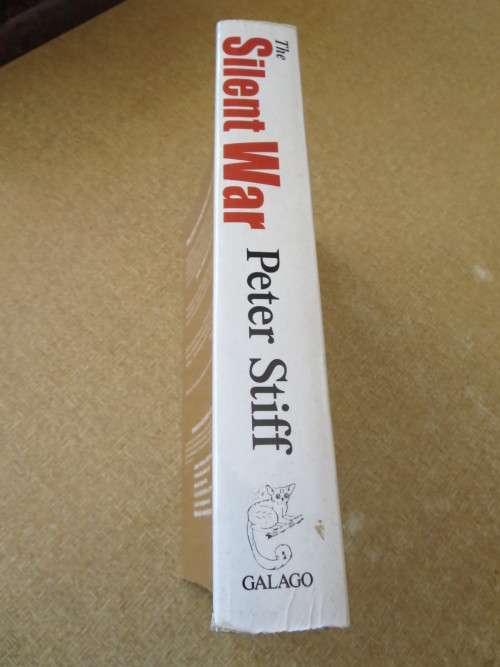 The
Silent War
Peter Stiff
GALAGO